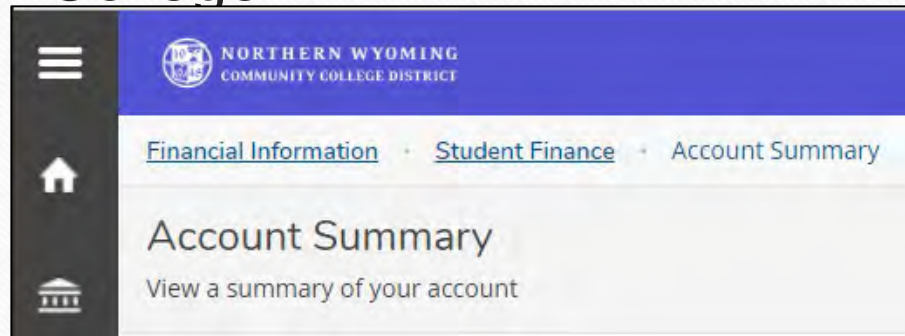 NORTHERN WYOMING
COMMUNITY COLLEGE DISTRICT
Financial Information · Student Finance · Account Summary
Account Summary
View a summary of your account